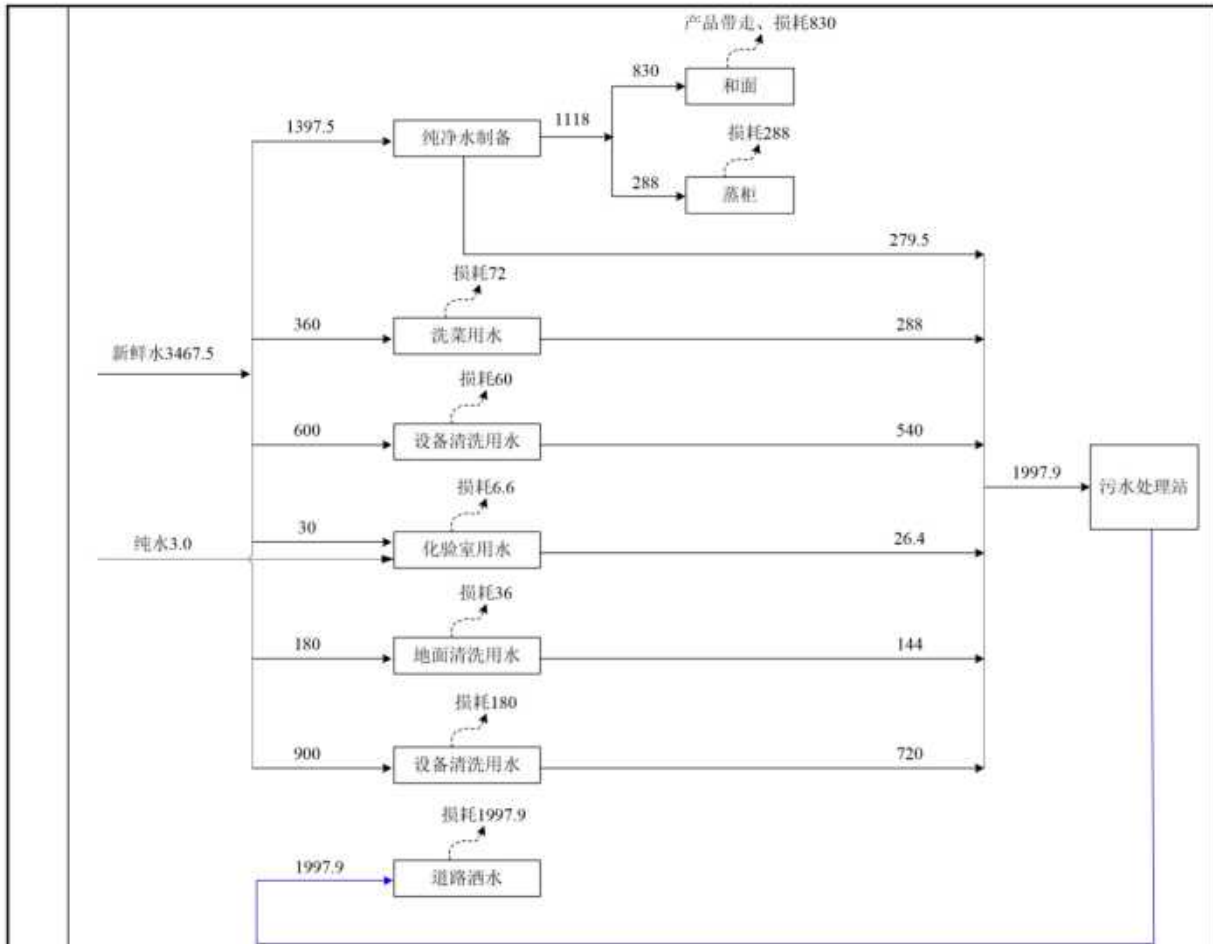 产品带走、损耗830
830
和面
1397.5
纯净水制备
1118
损耗288
288
蒸柜
279.5
损耗72
360
洗菜用水
288
新鲜水3467.5
损耗60
600
设备清洗用水
540
1997.9
污水处理站
损耗6.6
纯水3.0
30
化验室用水
26.4
损耗36
180
地面清洗用水
144
损耗180
900
设备清洗用水
720
损耗1997.9
1997.9
道路洒水